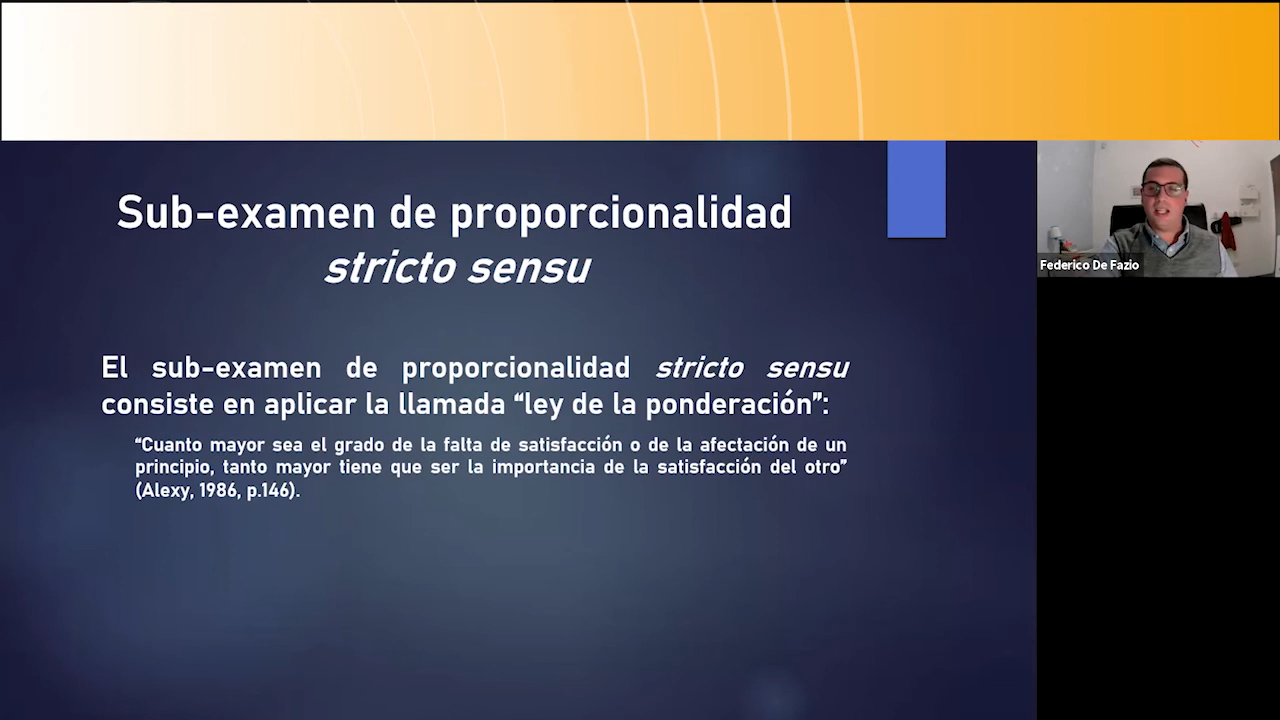 Sub-examen de proporcionalidad
stricto sensu
El sub-examen de proporcionalidad stricto sensu
consiste en aplicar la llamada “ley de la ponderación”:
“Cuanto mayor sea el grado de la falta de satisfacción o de la afectación de un
principio, tanto mayor tiene que ser la importancia de la satisfacción del otro”
(Alexy, 1986, p.146).
Federico De Fazio